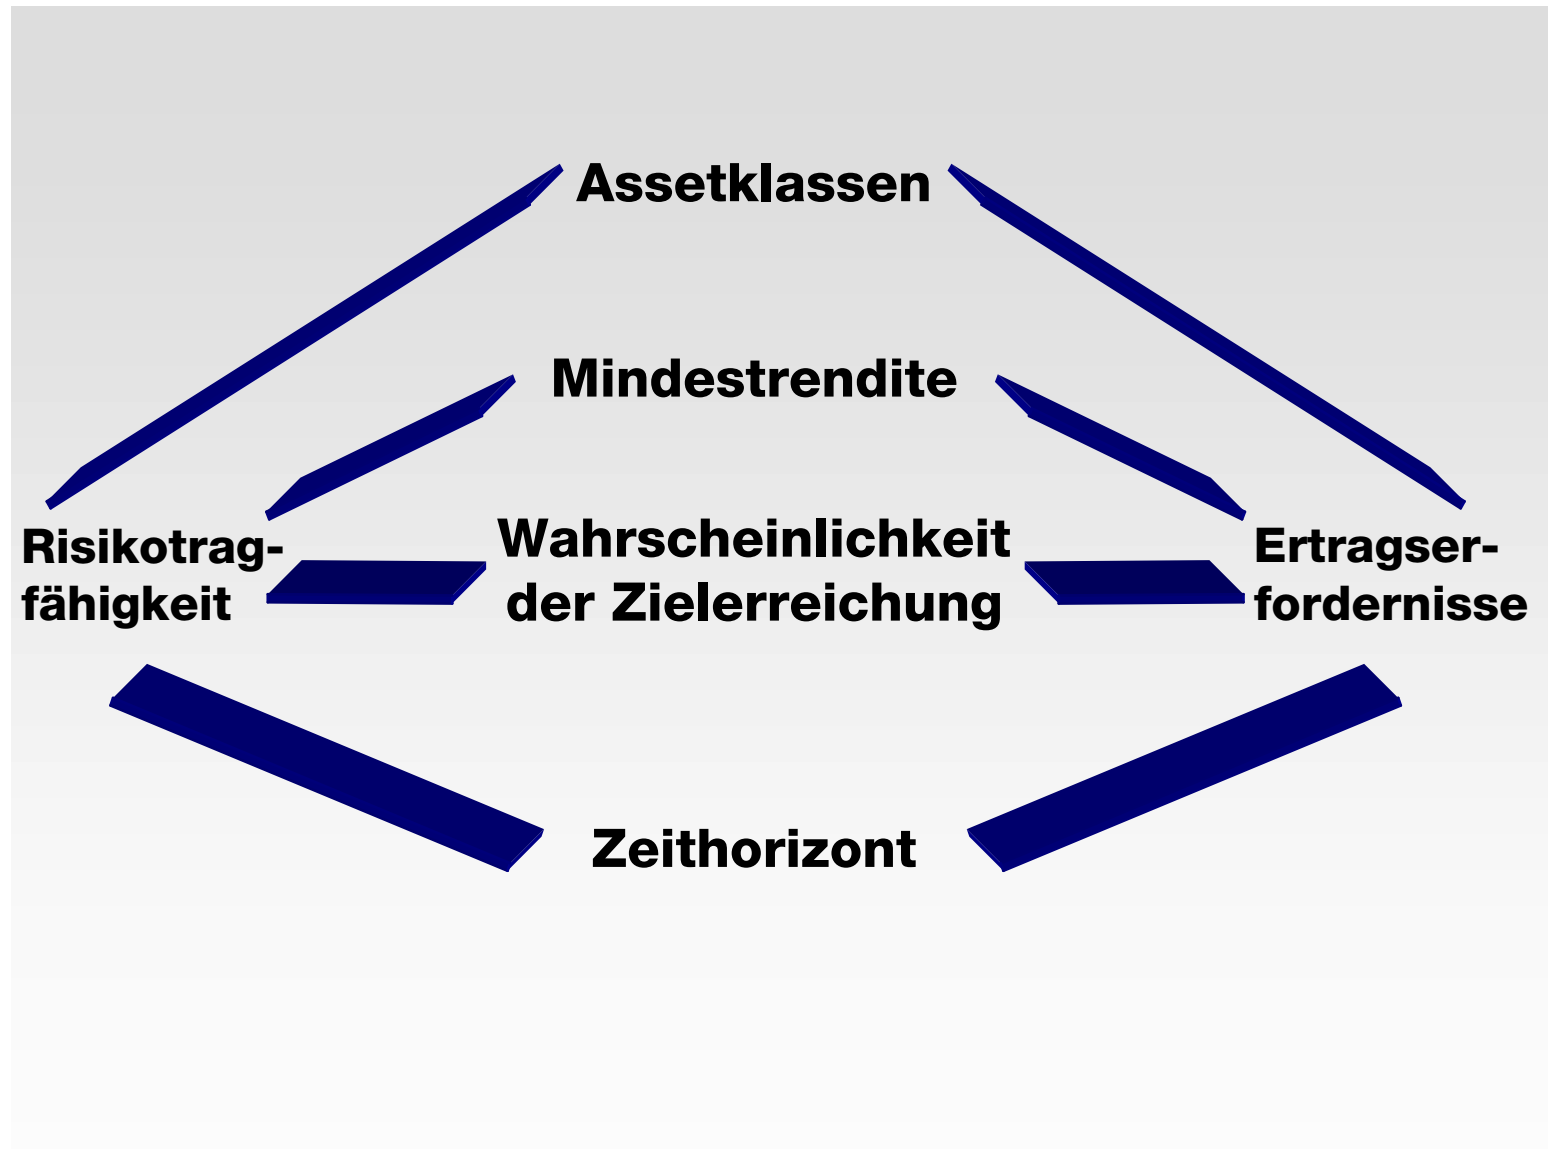 Assetklassen
Mindestrendite
Wahrscheinlichkeit
der Zielerreichung
Risikotrag-
fähigkeit
Ertragser-
fordernisse
Zeithorizont